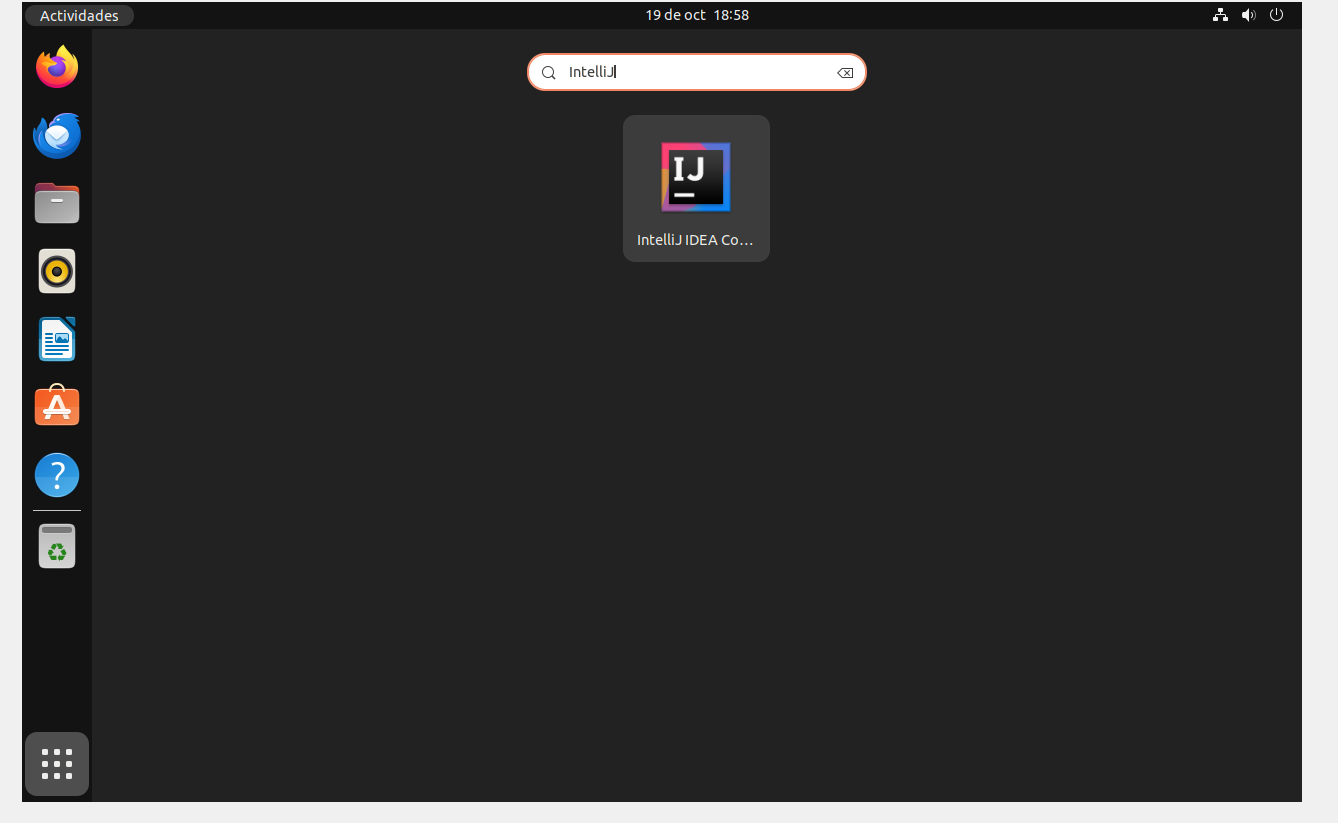 Actividades
19 de oct 18:58
IntelliJ
IJ
IntelliJ IDEA Co…
?